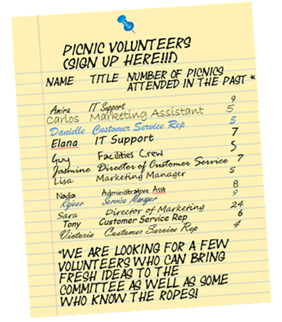 PICNIC VOLUNTEERS
(SIGN UP HERE!!!)
NAME TITLE NUMBER OF PICNICS
ATTENDED IN THE PAST *
Amira IT Support 9
Carlos Marketing Assistant 5
Danielle Customer Service Rep 5
Elana IT Support 7
Guy Facilities Crew 5
Jasmine Director of Customer Service 7
Lisa Marketing Manager 5
Nadia Administrative Asst 8
Service Manager 9
Sara Director of Marketing 24
Tony Customer Service Rep 6
Victoria Customer Service Rep 4
*WE ARE LOOKING FOR A FEW
VOLUNTEERS WHO CAN BRING
FRESH IDEAS TO THE
COMMITTEE AS WELL AS SOME
WHO KNOW THE ROPES!